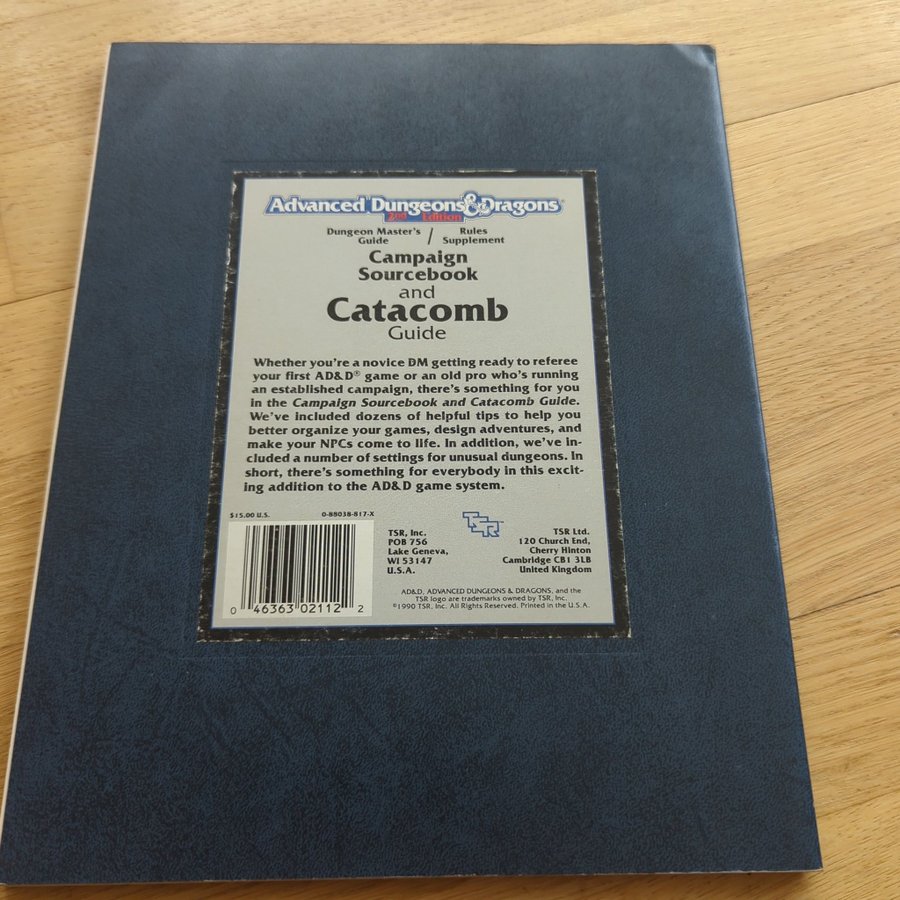 Advanced Dungeons & Dragons®
2nd Edition
Dungeon Master's Guide / Rules Supplement
Campaign
Sourcebook
and
Catacomb
Guide
Whether you're a novice DM getting ready to referee
your first AD&D® game or an old pro who's running
an established campaign, there's something for you
in the Campaign Sourcebook and Catacomb Guide.
We've included dozens of helpful tips to help you
better organize your games, design adventures, and
make your NPCs come to life. In addition, we've in-
cluded a number of settings for unusual dungeons. In
short, there's something for everybody in this excit-
ing addition to the AD&D game system.
$15.00 U.S. 0-88038-817-X
0 46363 02112 2
TSR, Inc.
POB 756
Lake Geneva,
WI 53147
U.S.A.
TSR™
TSR Ltd.
120 Church End,
Cherry Hinton
Cambridge CB1 3LB
United Kingdom
AD&D, ADVANCED DUNGEONS & DRAGONS, and the
TSR logo are trademarks owned by TSR, Inc.
©1990 TSR, Inc. All Rights Reserved. Printed in the U.S.A.